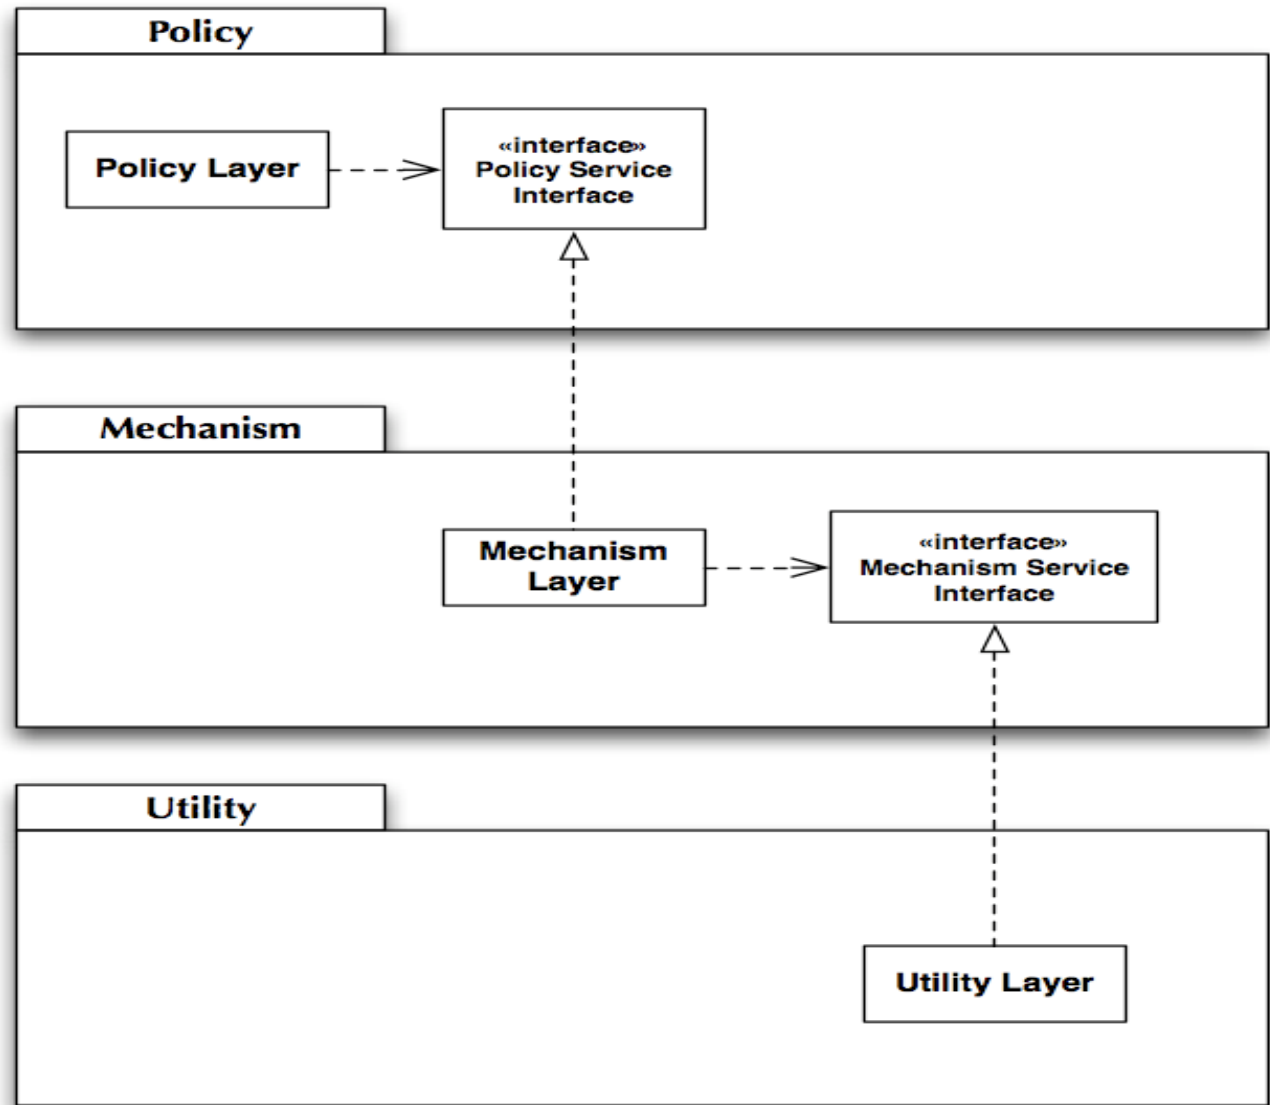 Policy
Policy Layer
«interface»
Policy Service
Interface
Mechanism
Mechanism
Layer
«interface»
Mechanism Service
Interface
Utility
Utility Layer